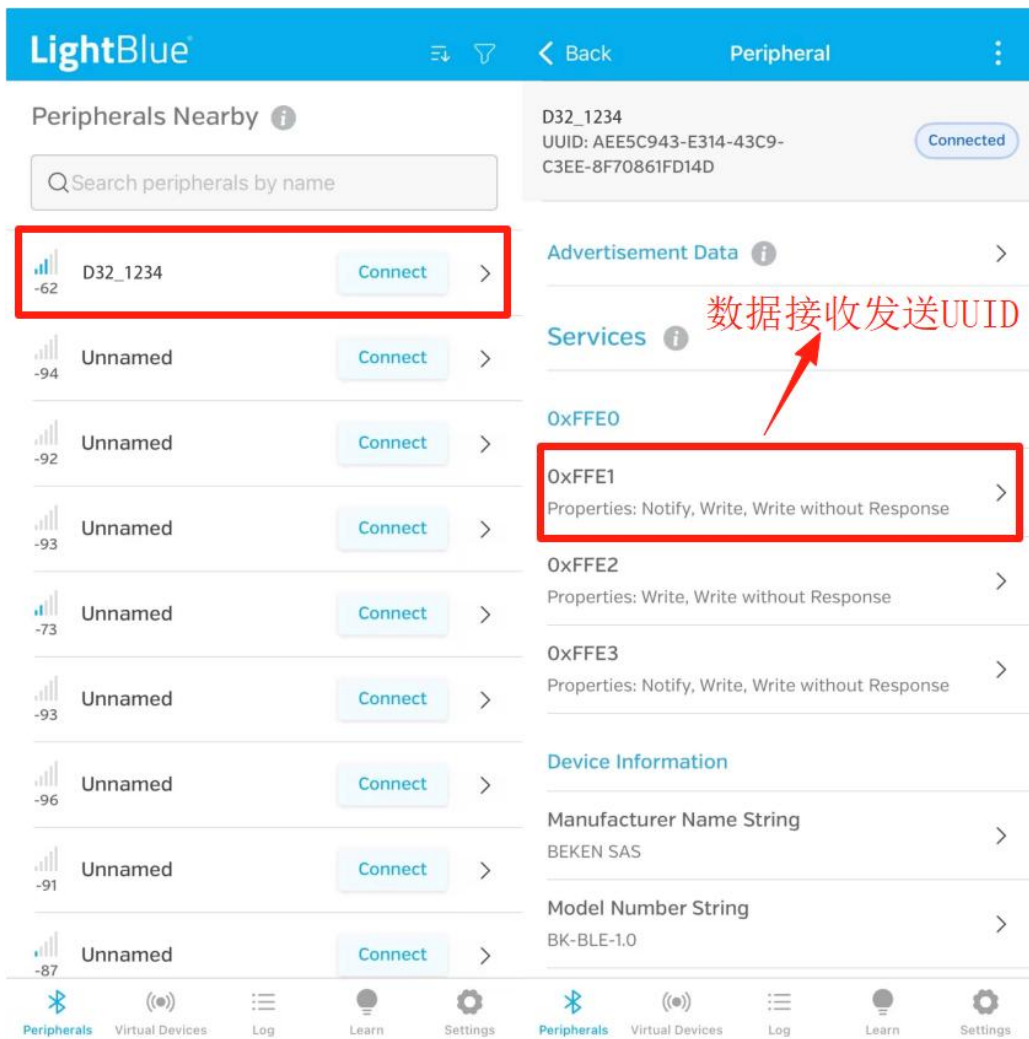 LightBlue
Peripherals Nearby
Search peripherals by name
-62
D32_1234
Connect
-94
Unnamed
Connect
-92
Unnamed
Connect
-93
Unnamed
Connect
-73
Unnamed
Connect
-93
Unnamed
Connect
-96
Unnamed
Connect
-91
Unnamed
Connect
-87
Unnamed
Connect
Peripherals
Virtual Devices
Log
Learn
Settings
Back
Peripheral
D32_1234
UUID: AEE5C943-E314-43C9-
C3EE-8F70861FD14D
Connected
Advertisement Data
数据接收发送UUID
Services
0xFFE0
0xFFE1
Properties: Notify, Write, Write without Response
0xFFE2
Properties: Write, Write without Response
0xFFE3
Properties: Notify, Write, Write without Response
Device Information
Manufacturer Name String
BEKEN SAS
Model Number String
BK-BLE-1.0
Peripherals
Virtual Devices
Log
Learn
Settings